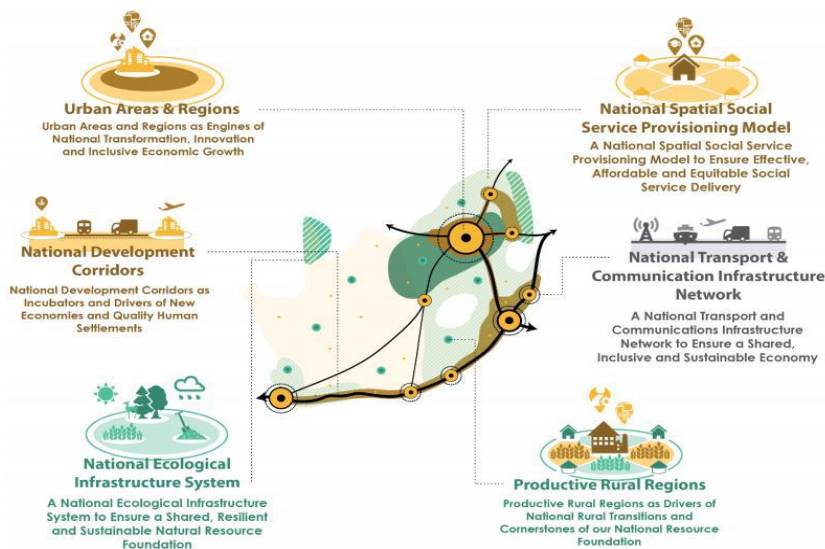 Urban Areas & Regions
Urban Areas and Regions as Engines of
National Transformation, Innovation
and Inclusive Economic Growth
National Spatial Social
Service Provisioning Model
A National Spatial Social Service
Provisioning Model to Ensure Effective,
Affordable and Equitable Social
Service Delivery
National Development
Corridors
National Development Corridors as
Incubators and Drivers of New
Economies and Quality Human
Settlements
National Transport &
Communication Infrastructure
Network
A National Transport and
Communications Infrastructure
Network to Ensure a Shared,
Inclusive and Sustainable Economy
National Ecological
Infrastructure System
A National Ecological Infrastructure
System to Ensure a Shared, Resilient
and Sustainable Natural Resource
Foundation
Productive Rural Regions
Productive Rural Regions as Drivers of
National Rural Transitions and
Cornerstones of our National Resource
Foundation